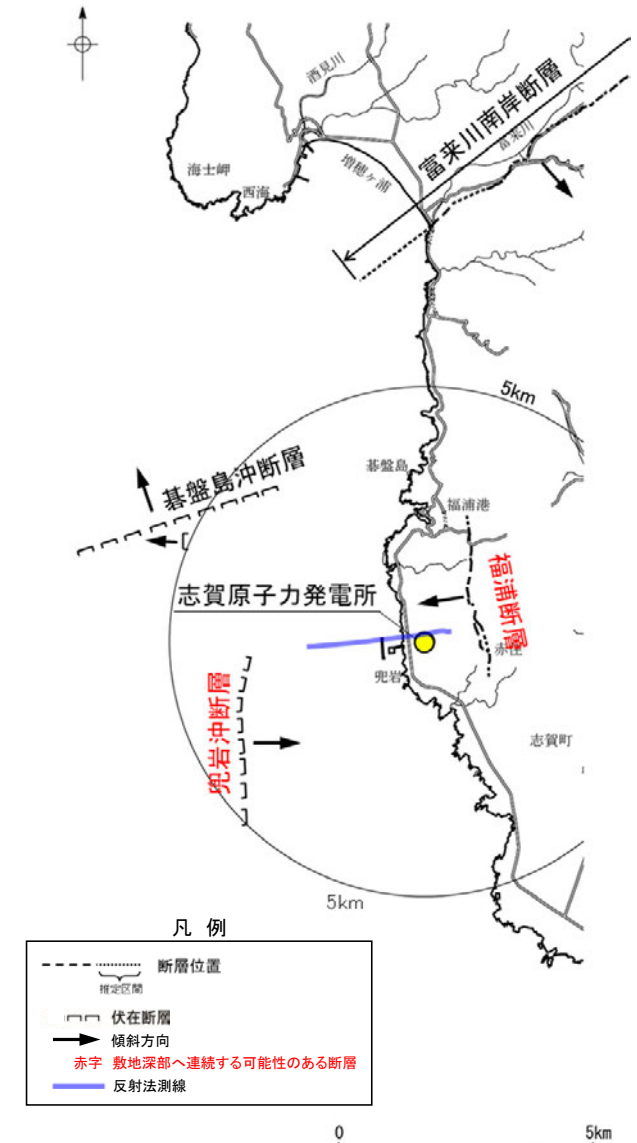 酒見川
富来川南岸断層
富来川
海士岬
西海
増穂ヶ浦
5km
碁盤島沖断層
碁盤島
福浦港
志賀原子力発電所
福浦断層
赤住
兜岩
兜岩沖断層
志賀町
5km
凡 例
断層位置
推定区間
伏在断層
傾斜方向
赤字 敷地深部へ連続する可能性のある断層
反射法測線
0 5km